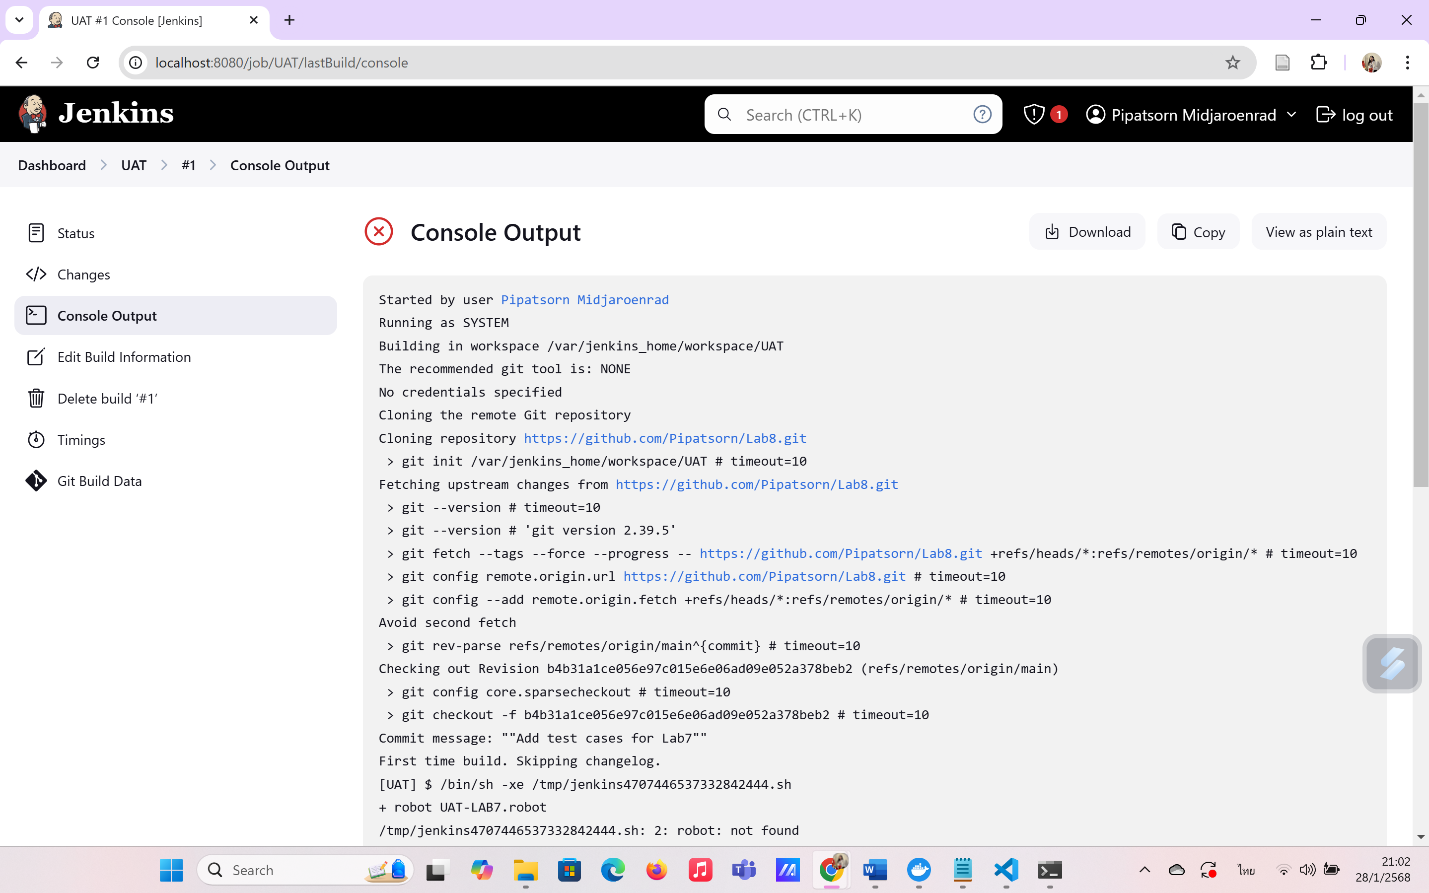 UAT #1 Console [Jenkins]
localhost:8080/job/UAT/lastBuild/console
Jenkins
Search (CTRL+K)
?
1
Pipatsorn Midjaroenrad
log out
Dashboard
UAT
#1
Console Output
Status
Changes
Console Output
Edit Build Information
Delete build ‘#1’
Timings
Git Build Data
Console Output
Download
Copy
View as plain text
Started by user Pipatsorn Midjaroenrad
Running as SYSTEM
Building in workspace /var/jenkins_home/workspace/UAT
The recommended git tool is: NONE
No credentials specified
Cloning the remote Git repository
Cloning repository https://github.com/Pipatsorn/Lab8.git
> git init /var/jenkins_home/workspace/UAT # timeout=10
Fetching upstream changes from https://github.com/Pipatsorn/Lab8.git
> git --version # timeout=10
> git --version # 'git version 2.39.5'
> git fetch --tags --force --progress -- https://github.com/Pipatsorn/Lab8.git +refs/heads/*:refs/remotes/origin/* # timeout=10
> git config remote.origin.url https://github.com/Pipatsorn/Lab8.git # timeout=10
> git config --add remote.origin.fetch +refs/heads/*:refs/remotes/origin/* # timeout=10
Avoid second fetch
> git rev-parse refs/remotes/origin/main^{commit} # timeout=10
Checking out Revision b4b31a1ce056e97c015e6e06ad09e052a378beb2 (refs/remotes/origin/main)
> git config core.sparsecheckout # timeout=10
> git checkout -f b4b31a1ce056e97c015e6e06ad09e052a378beb2 # timeout=10
Commit message: ""Add test cases for Lab7""
First time build. Skipping changelog.
[UAT] $ /bin/sh -xe /tmp/jenkins4707446537332842444.sh
+ robot UAT-LAB7.robot
/tmp/jenkins4707446537332842444.sh: 2: robot: not found
Search
ไทย
21:02
28/1/2568